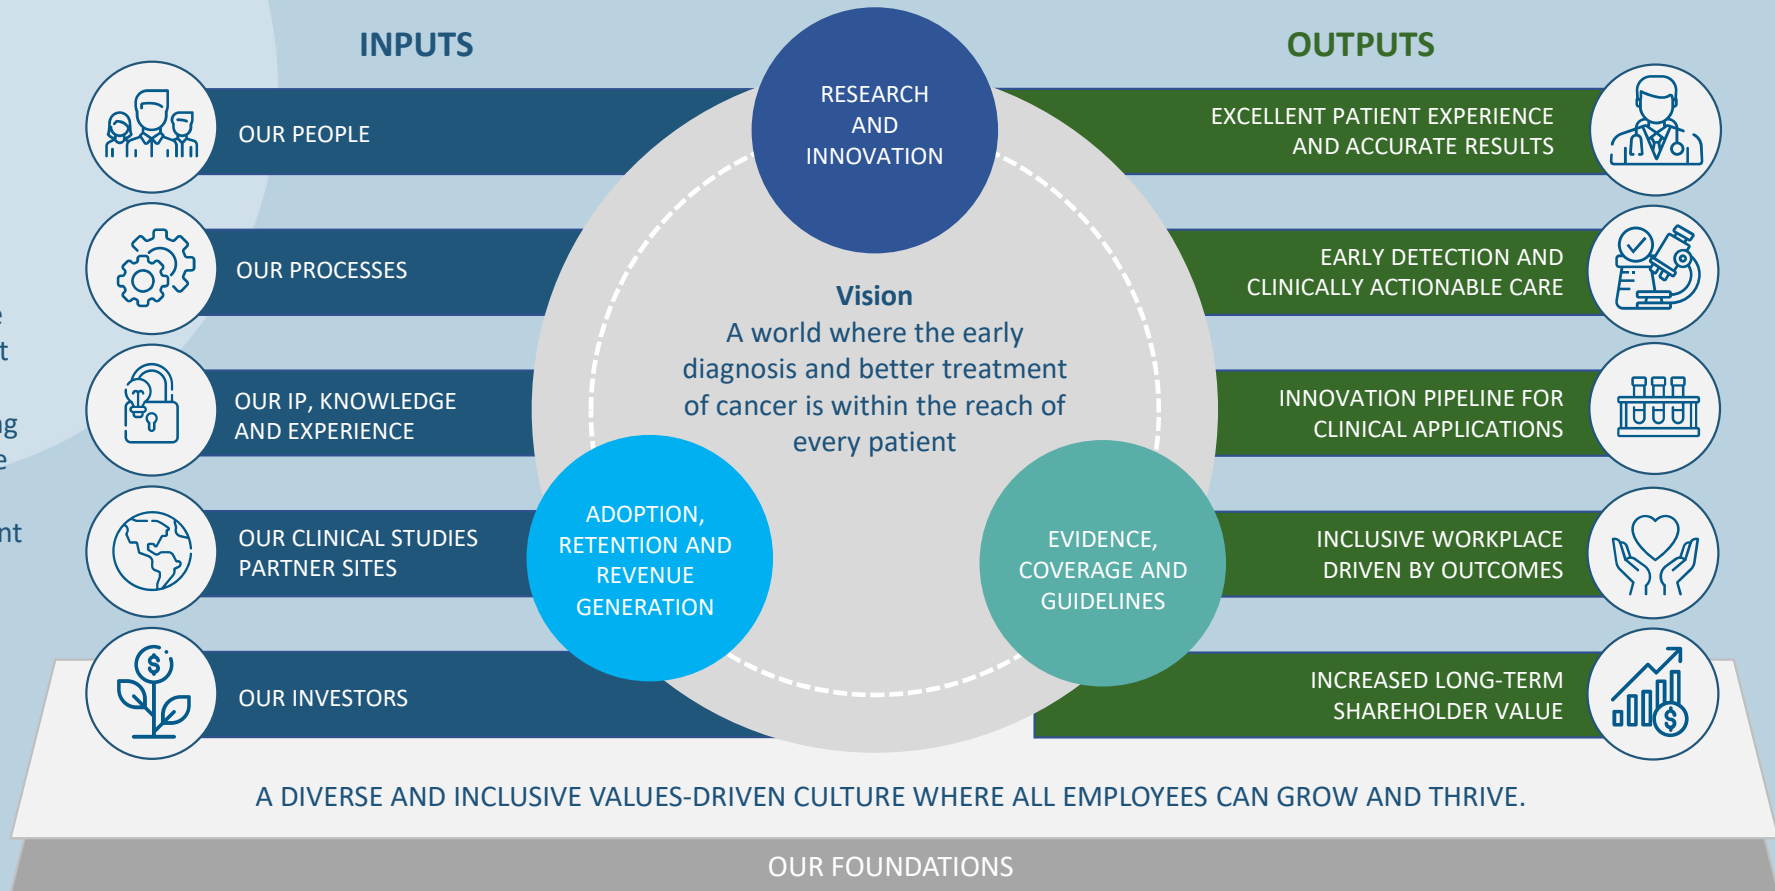 INPUTS
OUR PEOPLE
OUR PROCESSES
OUR IP, KNOWLEDGE
AND EXPERIENCE
OUR CLINICAL STUDIES
PARTNER SITES
OUR INVESTORS
RESEARCH
AND
INNOVATION
Vision
A world where the early
diagnosis and better treatment
of cancer is within the reach of
every patient
ADOPTION,
RETENTION AND
REVENUE
GENERATION
EVIDENCE,
COVERAGE AND
GUIDELINES
OUTPUTS
EXCELLENT PATIENT EXPERIENCE
AND ACCURATE RESULTS
EARLY DETECTION AND
CLINICALLY ACTIONABLE CARE
INNOVATION PIPELINE FOR
CLINICAL APPLICATIONS
INCLUSIVE WORKPLACE
DRIVEN BY OUTCOMES
INCREASED LONG-TERM
SHAREHOLDER VALUE
A DIVERSE AND INCLUSIVE VALUES-DRIVEN CULTURE WHERE ALL EMPLOYEES CAN GROW AND THRIVE.
OUR FOUNDATIONS